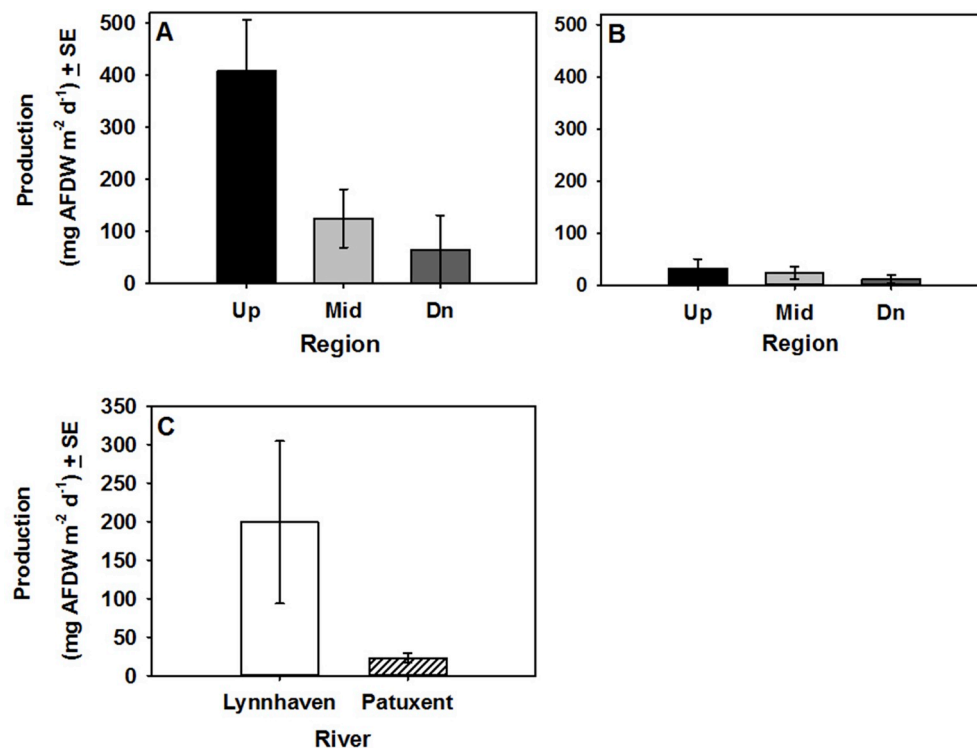 A
Production
(mg AFDW m-2 d-1) ± SE
500
400
300
200
100
0
Up Mid Dn
Region
B
500
400
300
200
100
0
Up Mid Dn
Region
C
Production
(mg AFDW m-2 d-1) ± SE
350
300
250
200
150
100
50
0
Lynnhaven Patuxent
River